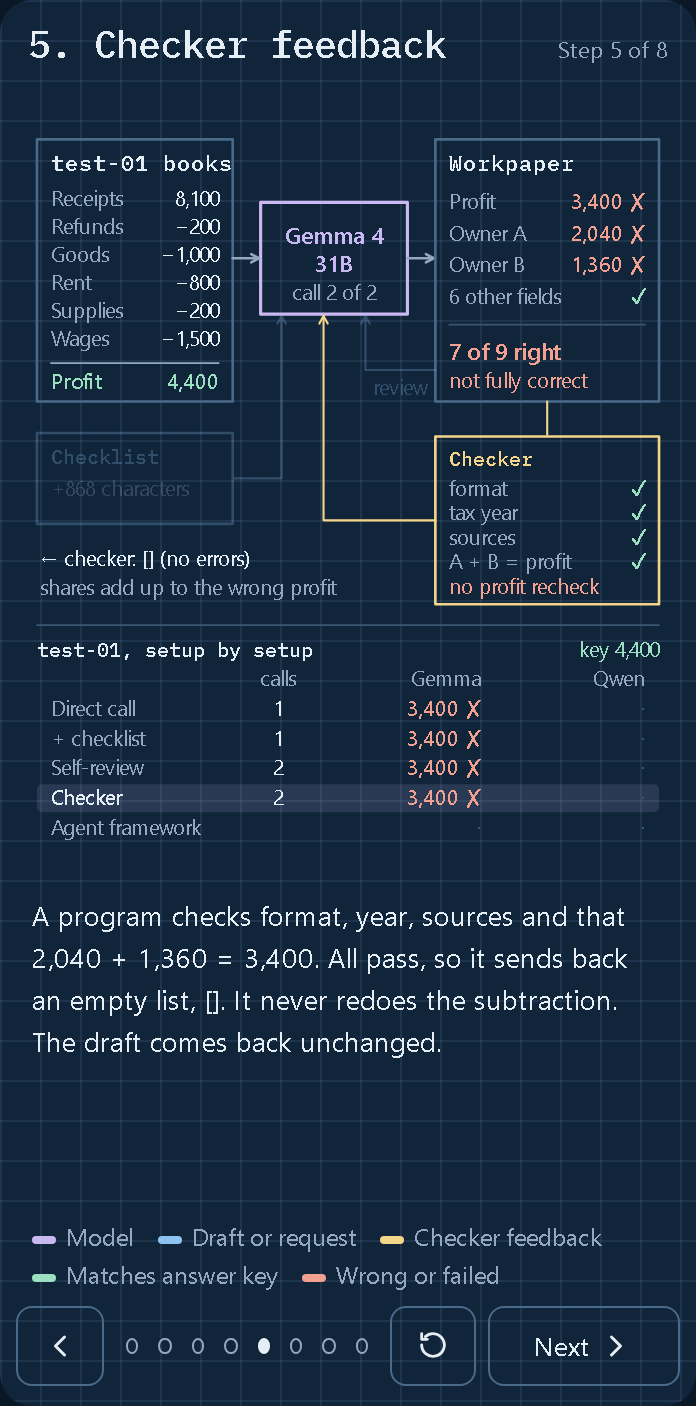 5. Checker feedback
Step 5 of 8
test-01 books
Receipts 8,100
Refunds −200
Goods −1,000
Rent −800
Supplies −200
Wages −1,500
Profit 4,400
Gemma 4
31B
call 2 of 2
Workpaper
Profit 3,400 ✗
Owner A 2,040 ✗
Owner B 1,360 ✗
6 other fields ✓
7 of 9 right
not fully correct
review
Checklist
+868 characters
Checker
format ✓
tax year ✓
sources ✓
A + B = profit ✓
no profit recheck
← checker: [] (no errors)
shares add up to the wrong profit
test-01, setup by setup key 4,400
calls Gemma Qwen
Direct call 1 3,400 ✗ ·
+ checklist 1 3,400 ✗ ·
Self-review 2 3,400 ✗ ·
Checker 2 3,400 ✗ ·
Agent framework · ·
A program checks format, year, sources and that
2,040 + 1,360 = 3,400. All pass, so it sends back
an empty list, []. It never redoes the subtraction.
The draft comes back unchanged.
Model Draft or request Checker feedback
Matches answer key Wrong or failed
Next